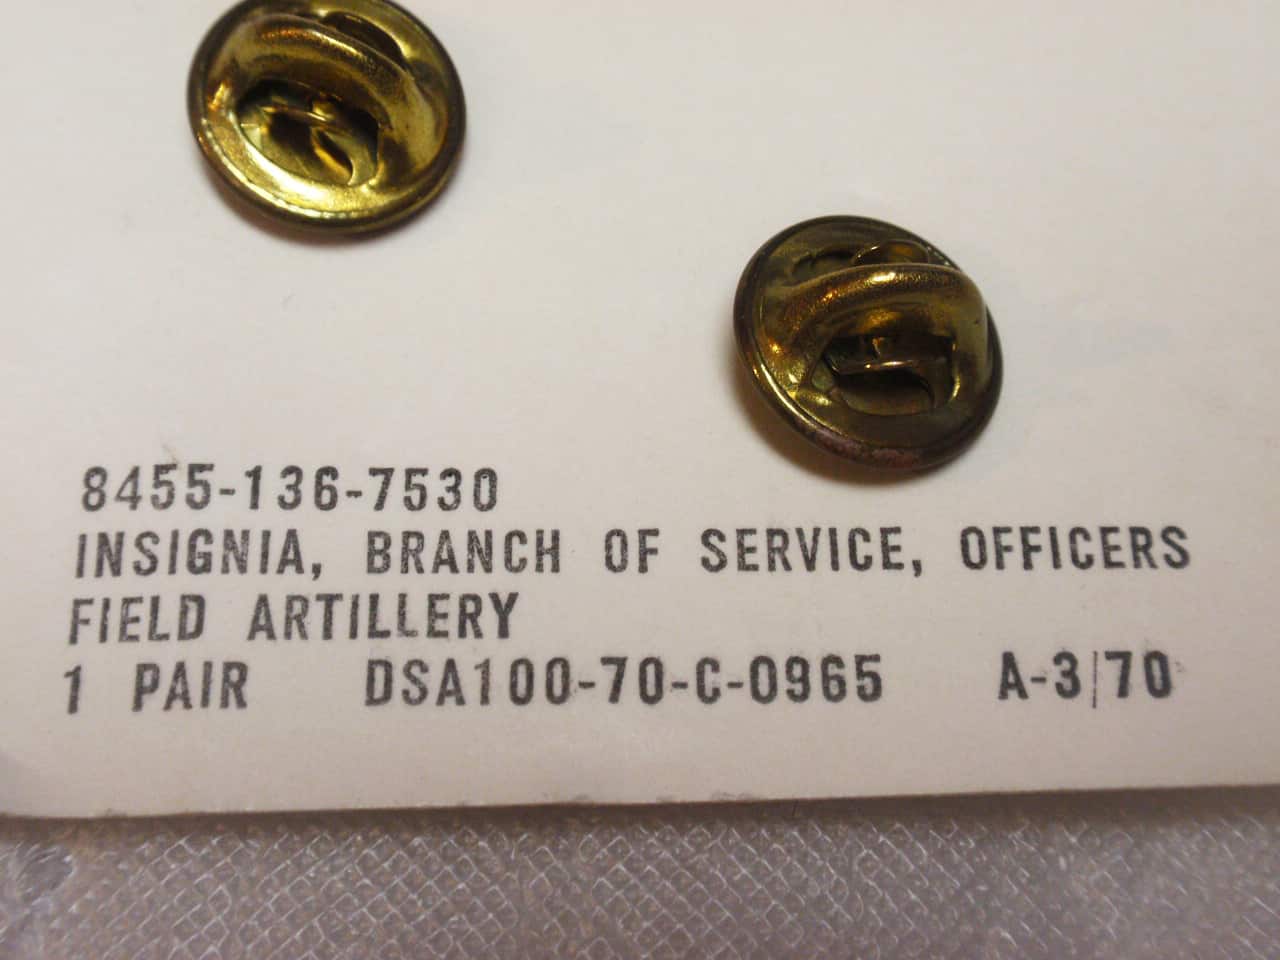 8455-136-7530
INSIGNIA, BRANCH OF SERVICE, OFFICERS
FIELD ARTILLERY
1 PAIR DSA100-70-C-0965 A-3/70